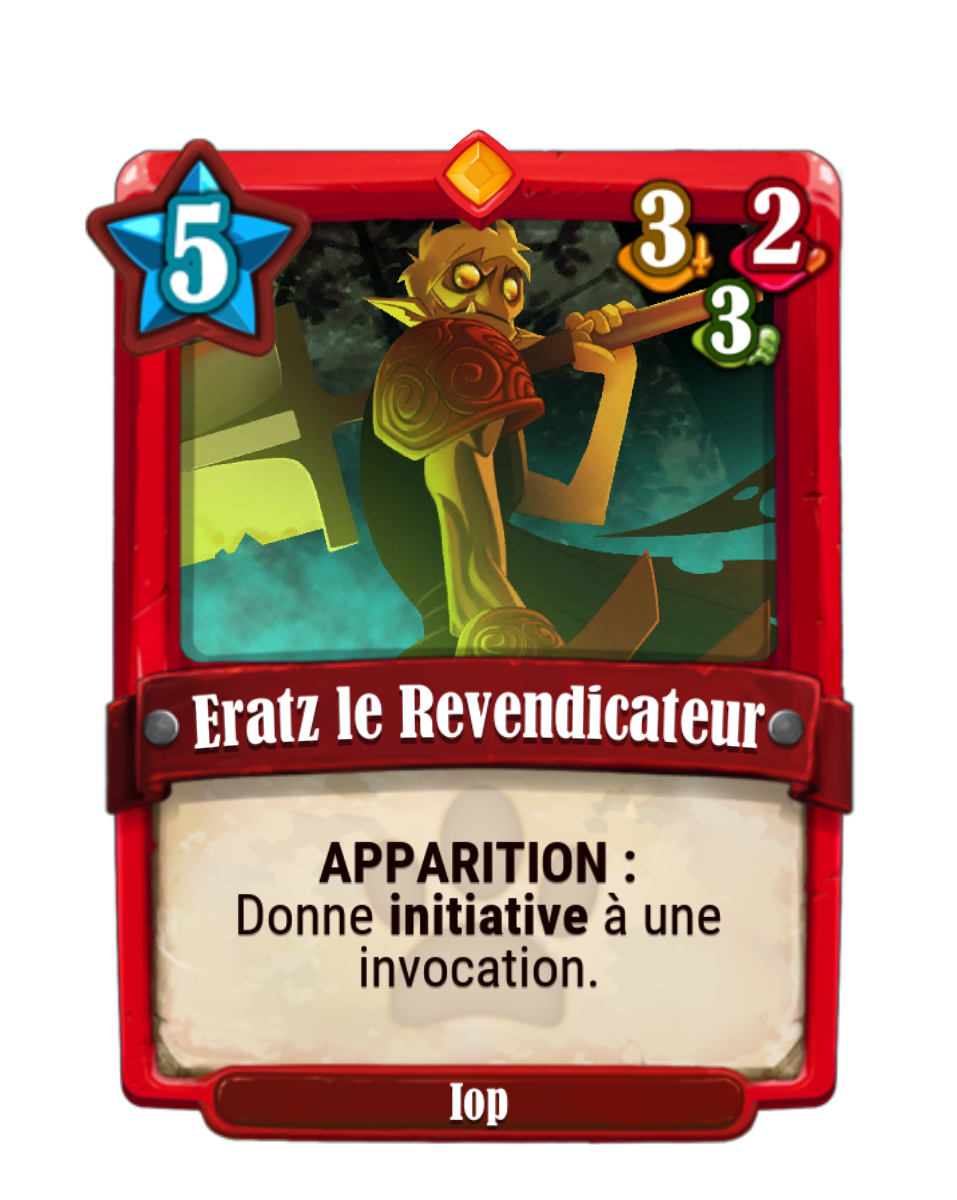 5
3
2
3
Eratz le Revendicateur
APPARITION :
Donne initiative à une
invocation.
Iop